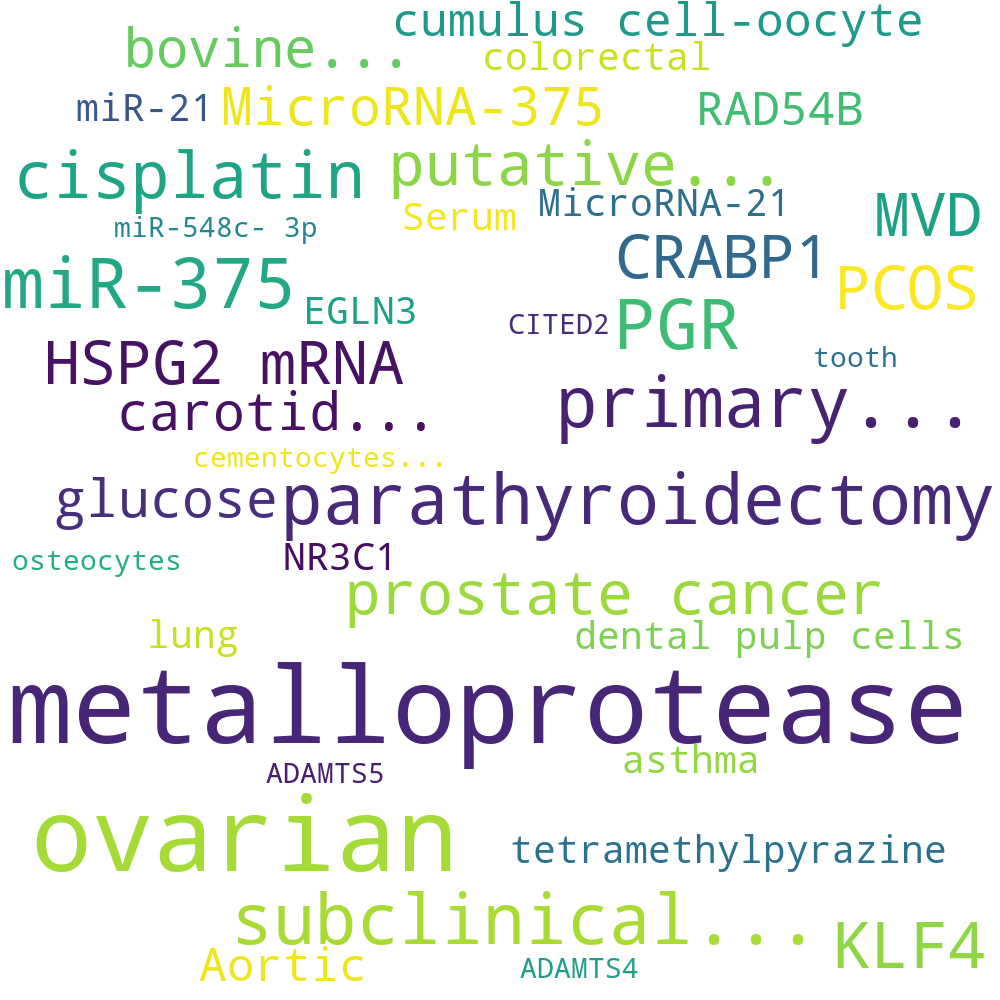 cumulus cell-oocyte
bovine...
colorectal
miR-21
MicroRNA-375
RAD54B
cisplatin
putative...
MicroRNA-21
MVD
miR-548c- 3p
Serum
CRABP1
miR-375
PCOS
EGLN3
CITED2
PGR
HSPG2 mRNA
tooth
carotid...
primary...
cementocytes...
glucose
parathyroidectomy
osteocytes
NR3C1
prostate cancer
lung
dental pulp cells
metalloprotease
asthma
ADAMTS5
ovarian
tetramethylpyrazine
subclinical...
KLF4
Aortic
ADAMTS4